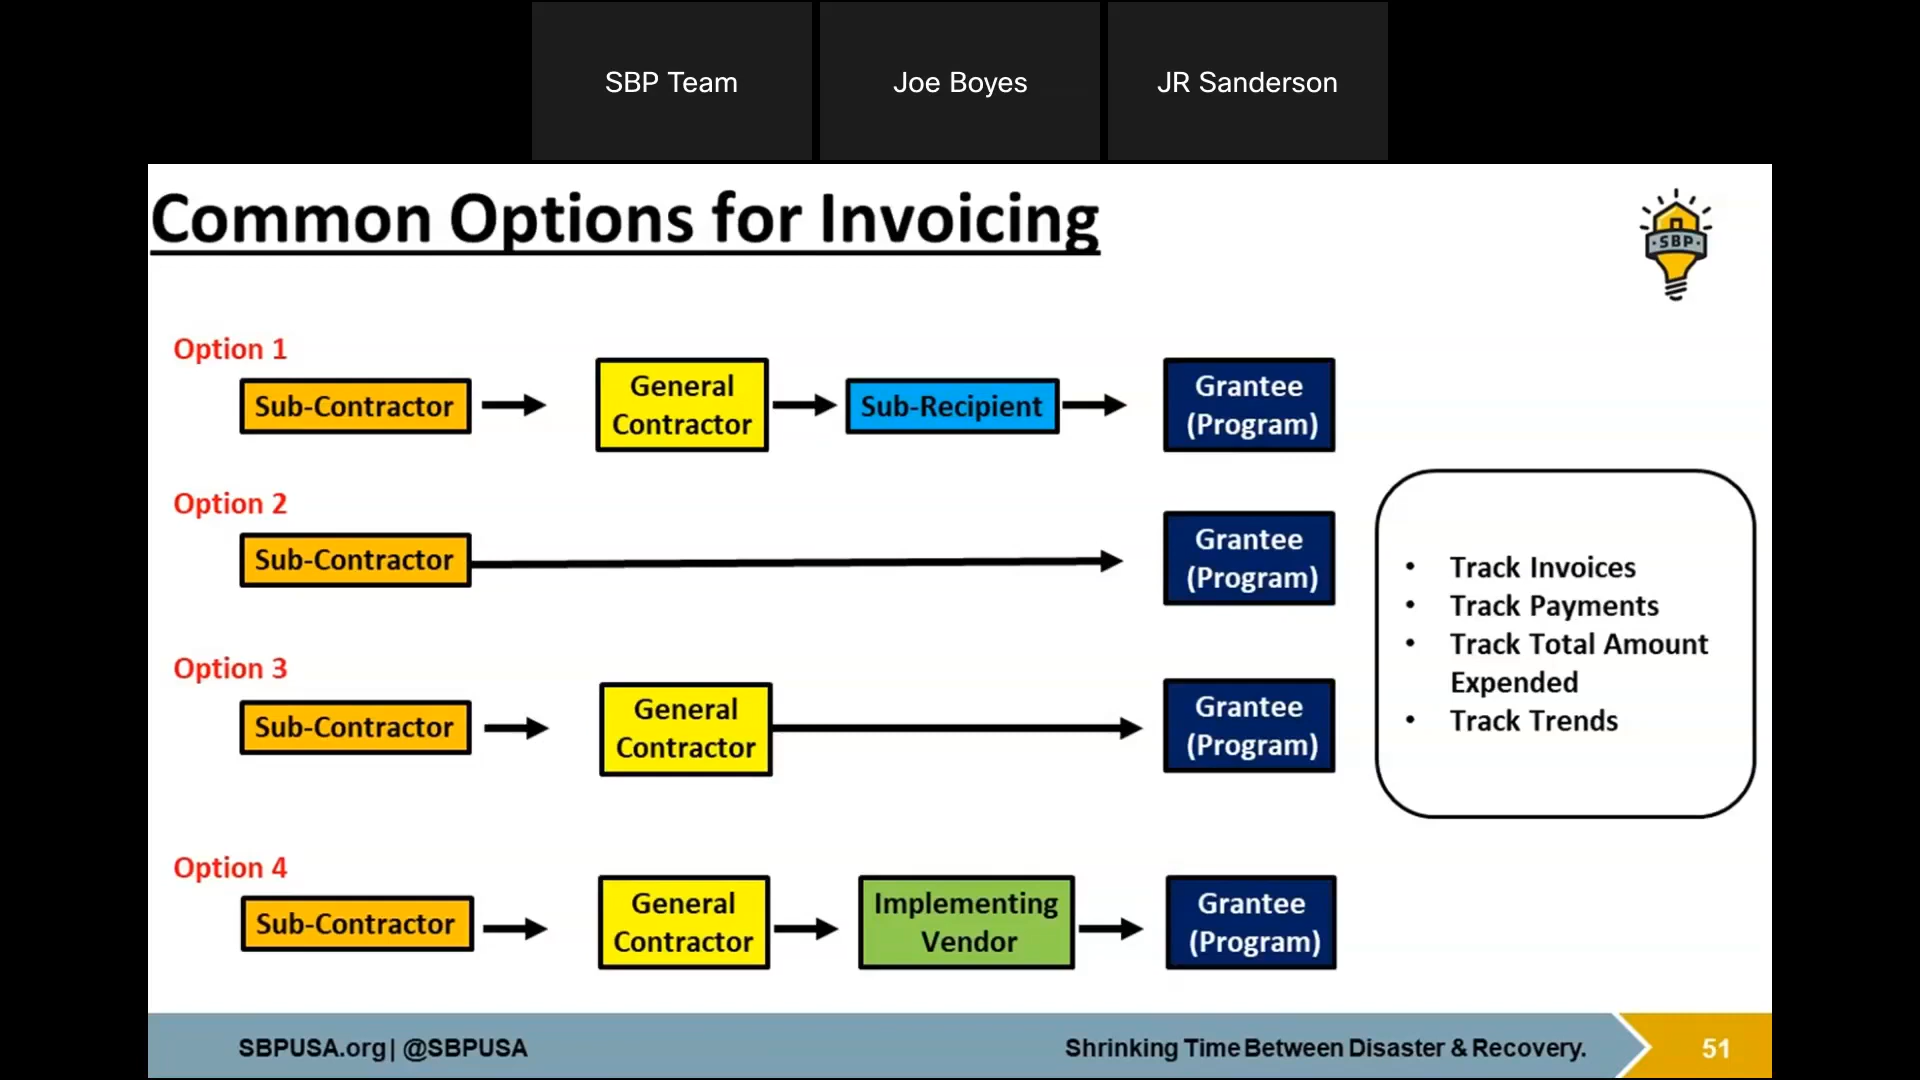 SBP Team
Joe Boyes
JR Sanderson
Common Options for Invoicing
SBP
Option 1
Sub-Contractor
General
Contractor
Sub-Recipient
Grantee
(Program)
Option 2
Sub-Contractor
Grantee
(Program)
Option 3
Sub-Contractor
General
Contractor
Grantee
(Program)
Option 4
Sub-Contractor
General
Contractor
Implementing
Vendor
Grantee
(Program)
• Track Invoices
• Track Payments
• Track Total Amount
Expended
• Track Trends
SBPUSA.org| @SBPUSA
Shrinking Time Between Disaster & Recovery.
51